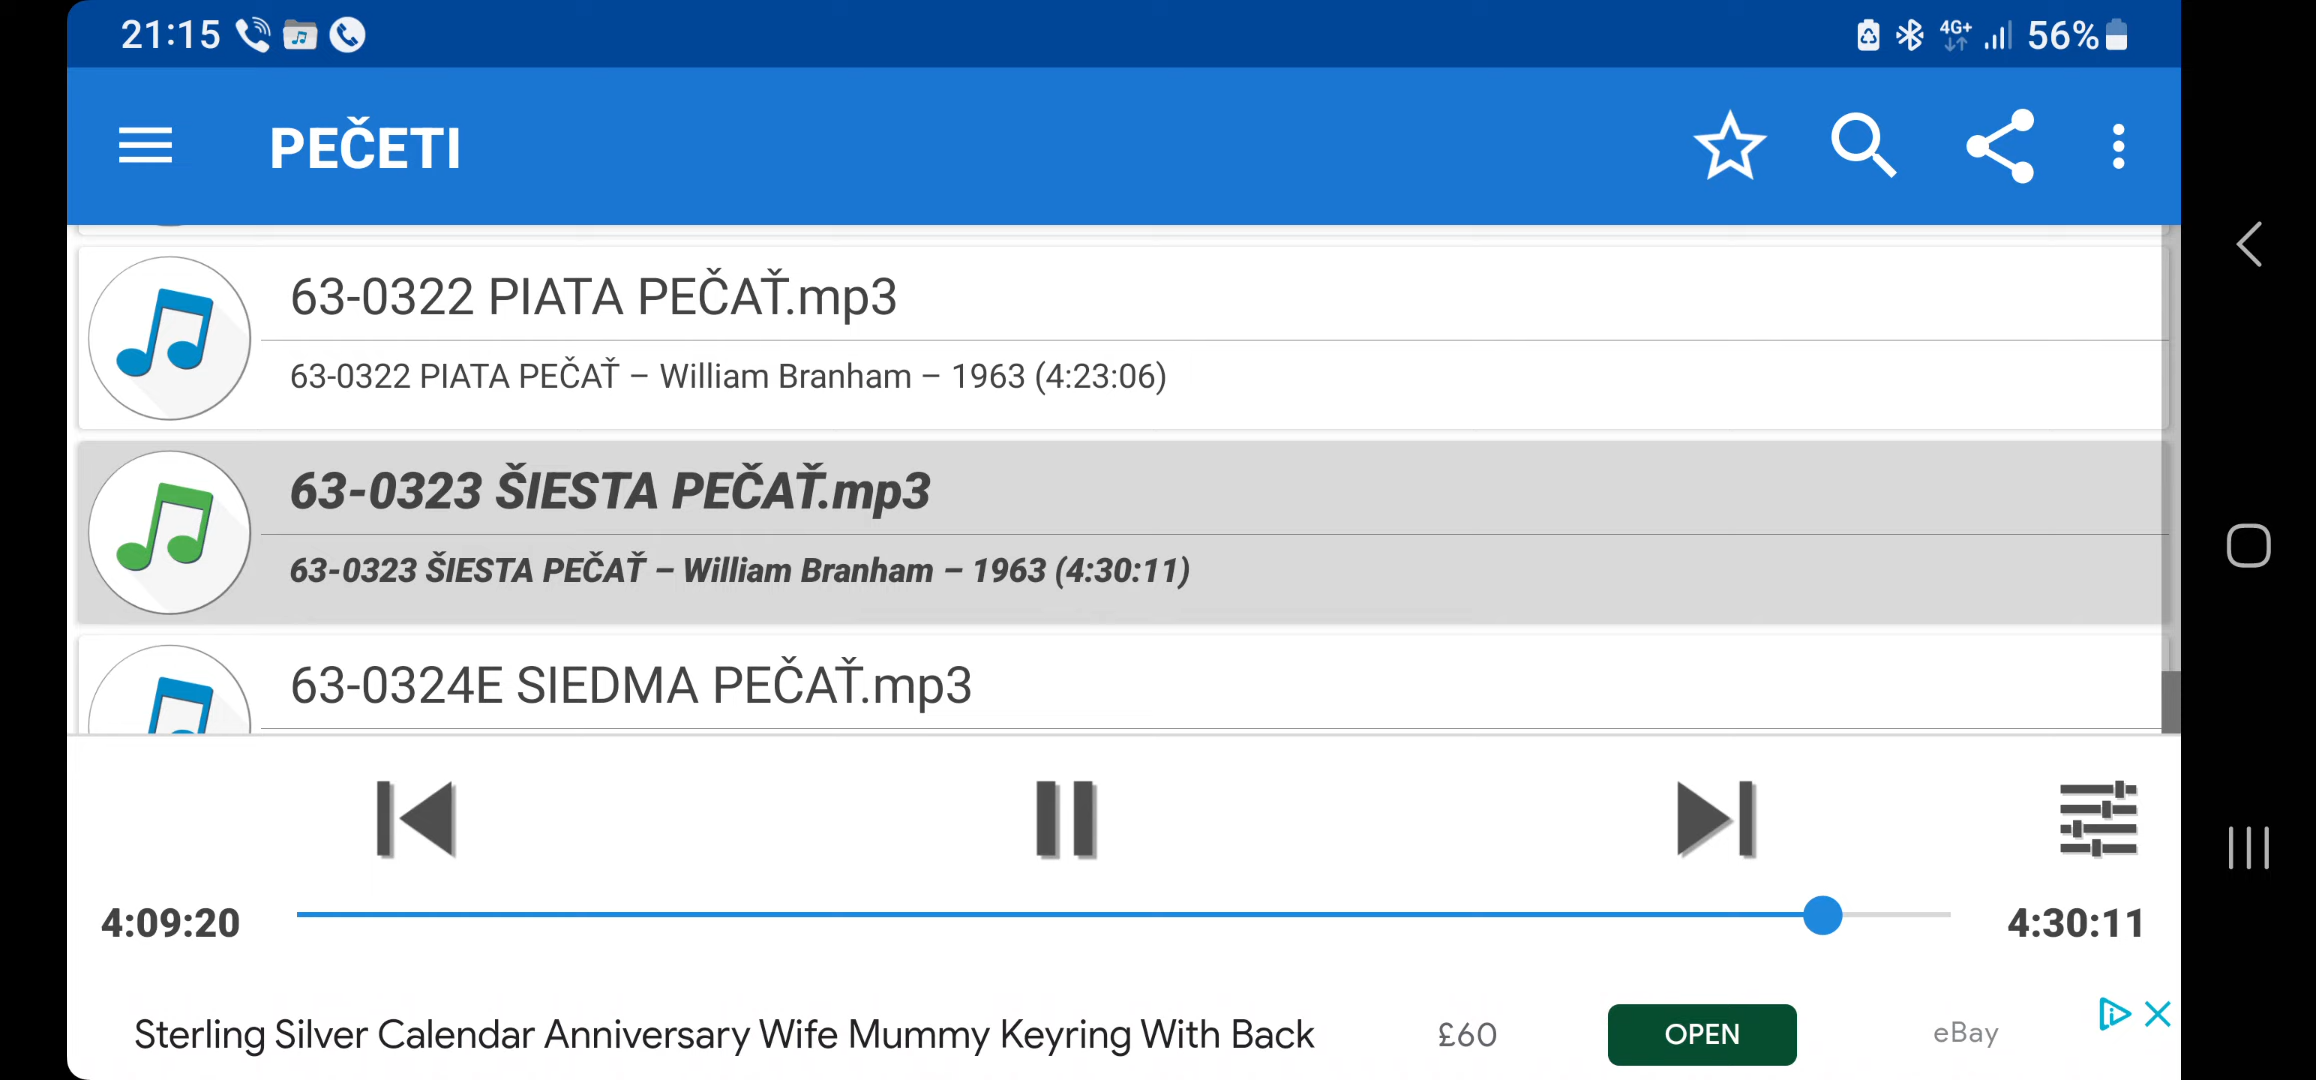 21:15
4G+
56%
PEČETI
63-0322 PIATA PEČAŤ.mp3
63-0322 PIATA PEČAŤ – William Branham – 1963 (4:23:06)
63-0323 ŠIESTA PEČAŤ.mp3
63-0323 ŠIESTA PEČAŤ – William Branham – 1963 (4:30:11)
63-0324E SIEDMA PEČAŤ.mp3
4:09:20
4:30:11
Sterling Silver Calendar Anniversary Wife Mummy Keyring With Back
£60
OPEN
eBay